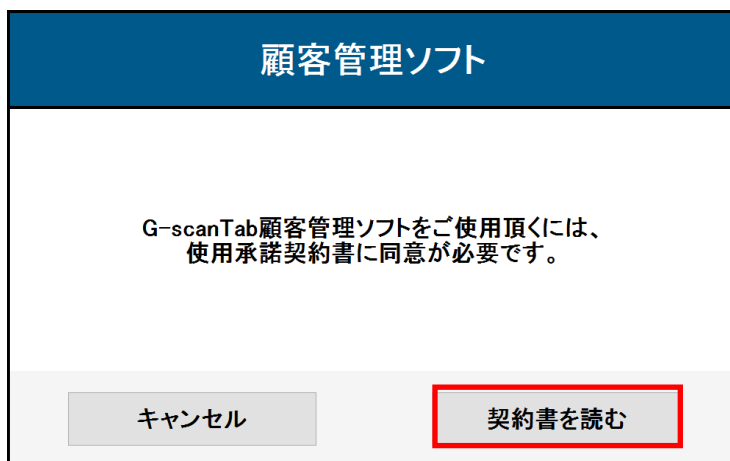 顧客管理ソフト
G-scanTab顧客管理ソフトをご使用頂くには、
使用承諾契約書に同意が必要です。
キャンセル
契約書を読む